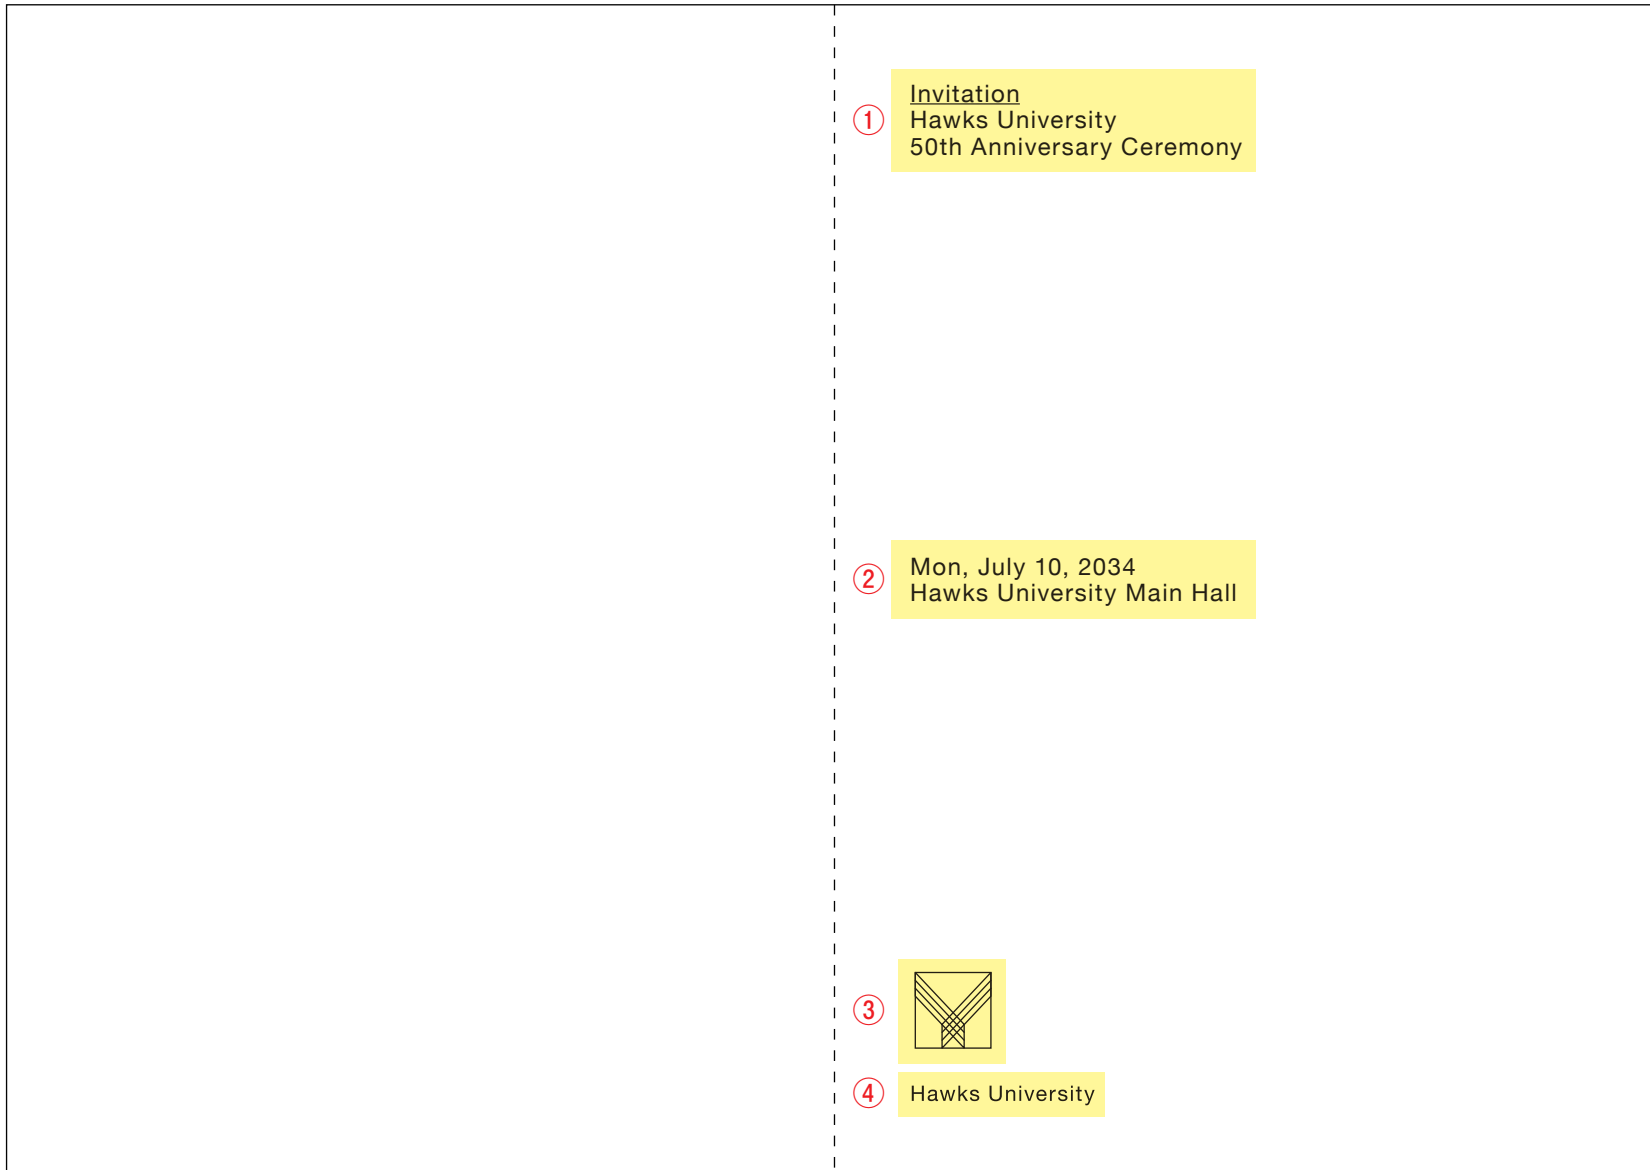 ①
Invitation
Hawks University
50th Anniversary Ceremony
②
Mon, July 10, 2034
Hawks University Main Hall
③
④
Hawks University